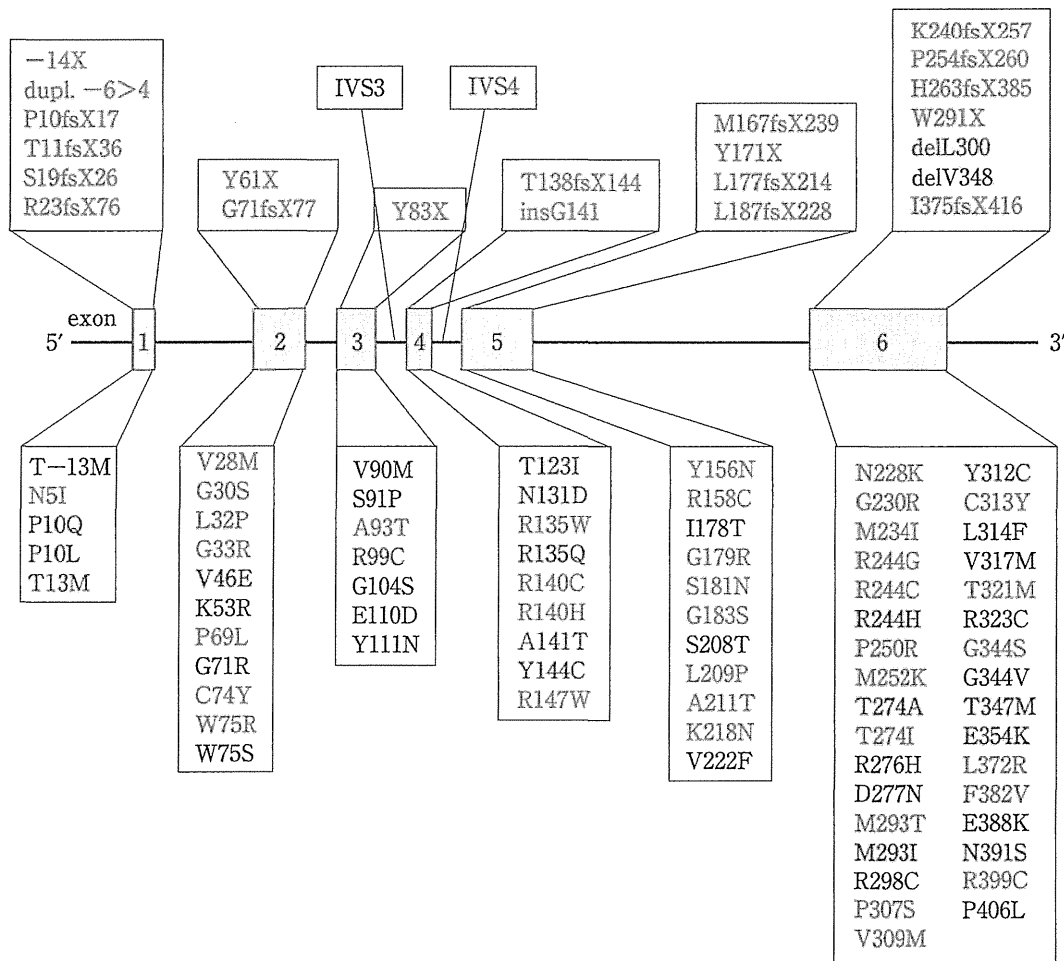 −14X
dupl. −6>4
P10fsX17
T11fsX36
S19fsX26
R23fsX76
Y61X
G71fsX77
IVS3
IVS4
Y83X
T138fsX144
insG141
M167fsX239
Y171X
L177fsX214
L187fsX228
K240fsX257
P254fsX260
H263fsX385
W291X
delL300
delV348
I375fsX416
exon
5′ 1 2 3 4 5 6 3′
T−13M
N5I
P10Q
P10L
T13M
V28M
G30S
L32P
G33R
V46E
K53R
P69L
G71R
C74Y
W75R
W75S
V90M
S91P
A93T
R99C
G104S
E110D
Y111N
T123I
N131D
R135W
R135Q
R140C
R140H
A141T
Y144C
R147W
Y156N
R158C
I178T
G179R
S181N
G183S
S208T
L209P
A211T
K218N
V222F
N228K
G230R
M234I
R244G
R244C
R244H
P250R
M252K
T274A
T274I
R276H
D277N
M293T
M293I
R298C
P307S
V309M
Y312C
C313Y
L314F
V317M
T321M
R323C
G344S
G344V
T347M
E354K
L372R
F382V
E388K
N391S
R399C
P406L